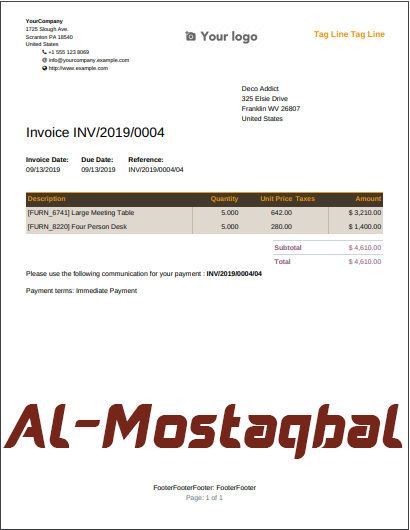 YourCompany
1725 Slough Ave.
Scranton PA 18540
United States
+1 555 123 8069
info@yourcompany.example.com
http://www.example.com
Your logo
Tag Line Tag Line
Deco Addict
325 Elsie Drive
Franklin WV 26807
United States
Invoice INV/2019/0004
Invoice Date: Due Date: Reference:
09/13/2019 09/13/2019 INV/2019/0004/04
Description Quantity Unit Price Taxes Amount
[FURN_6741] Large Meeting Table 5.000 642.00 $ 3,210.00
[FURN_8220] Four Person Desk 5.000 280.00 $ 1,400.00
Subtotal $ 4,610.00
Total $ 4,610.00
Please use the following communication for your payment : INV/2019/0004/04
Payment terms: Immediate Payment
Al-Mostaqbal
FooterFooterFooter: FooterFooter
Page: 1 of 1